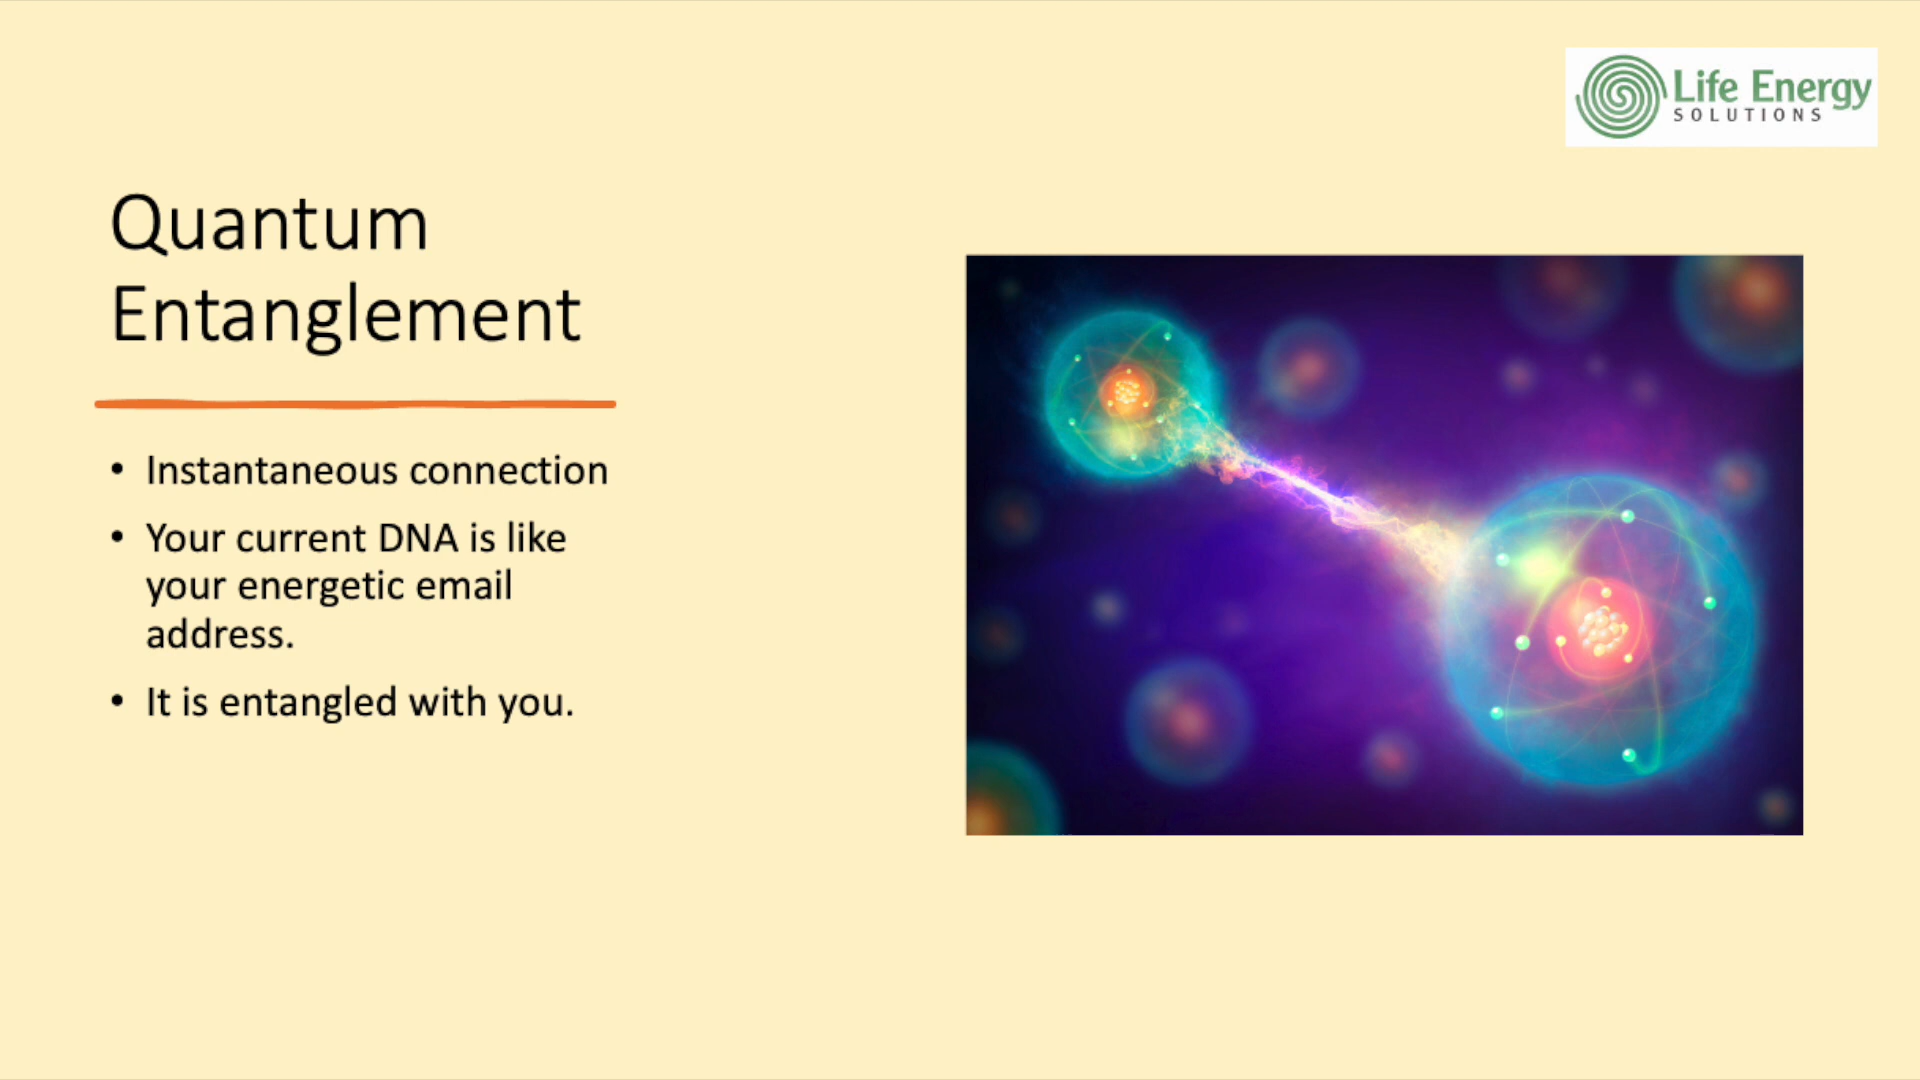 Life Energy
SOLUTIONS
Quantum
Entanglement
• Instantaneous connection
• Your current DNA is like
your energetic email
address.
• It is entangled with you.